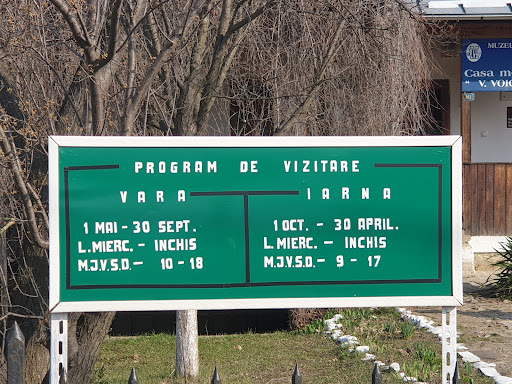 MUZEU
Casa
" V. VOIC
PROGRAM DE VIZITARE
VARA
1 MAI - 30 SEPT.
L.MIERC. - INCHIS
M.J.V.S.D. - 10 - 18
IARNA
1 OCT. - 30 APRIL.
L.MIERC. - INCHIS
M.J.V.S.D. - 9 - 17